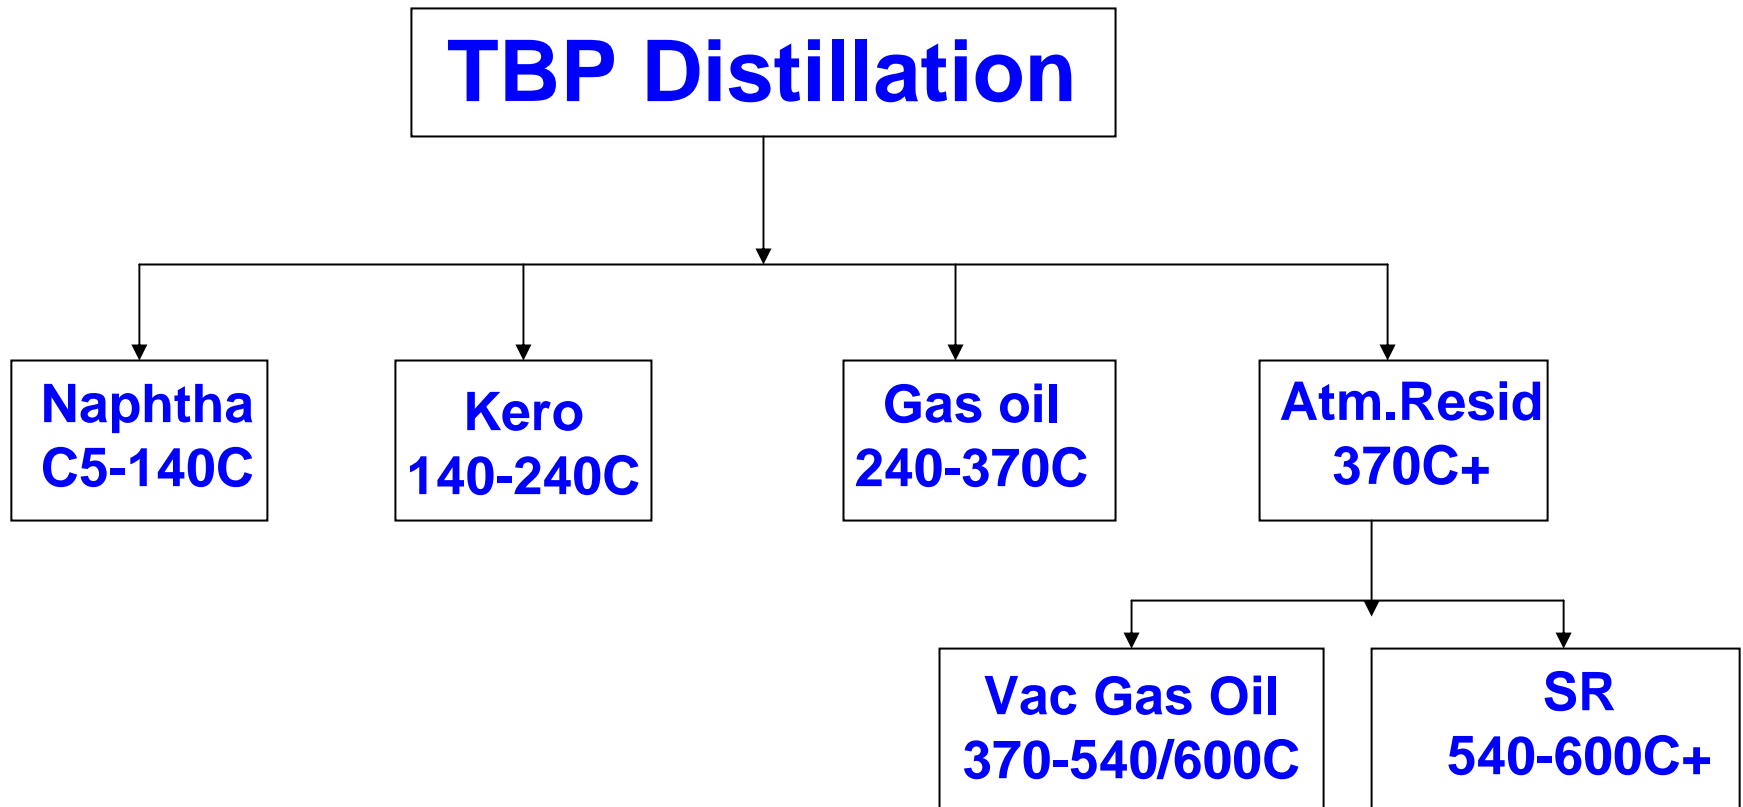 TBP Distillation
Naphtha
C5-140C
Kero
140-240C
Gas oil
240-370C
Atm.Resid
370C+
Vac Gas Oil
370-540/600C
SR
540-600C+